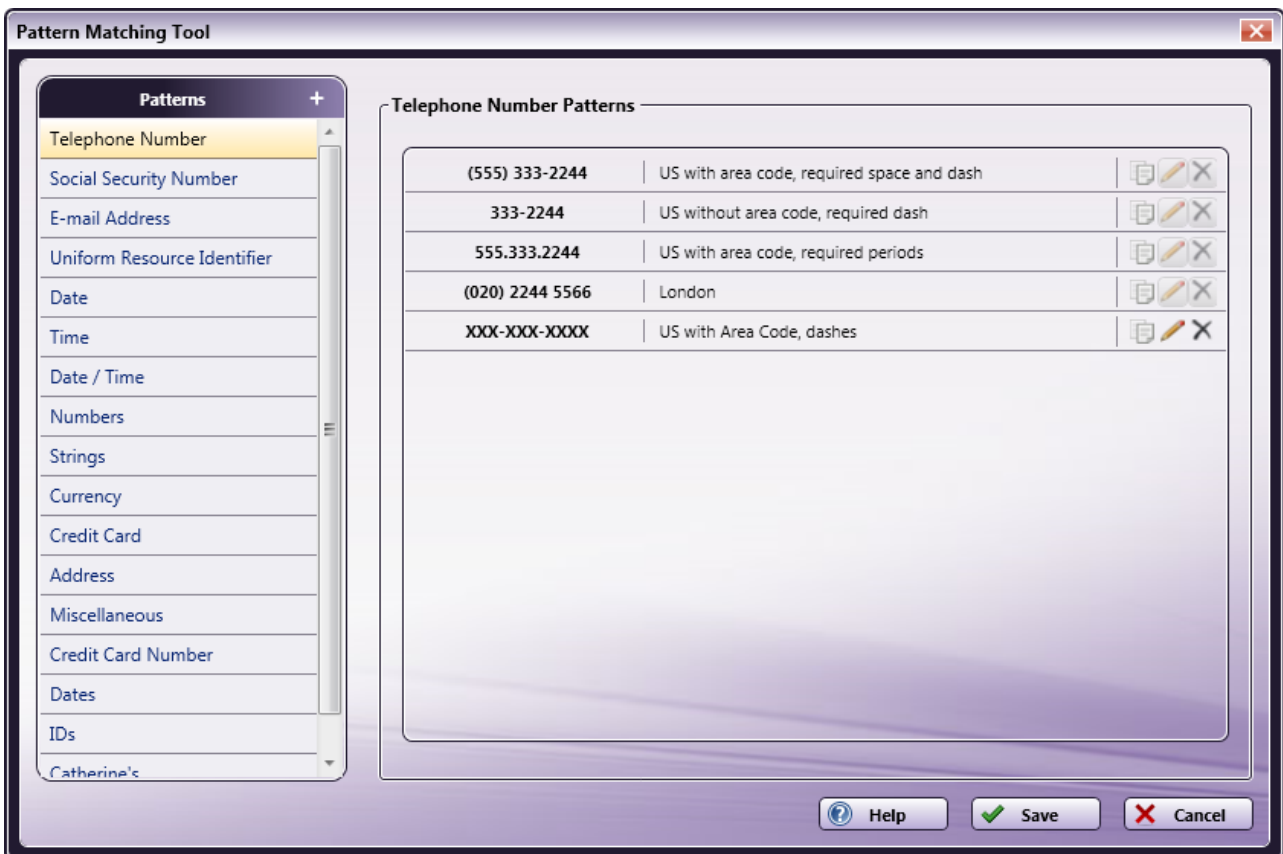 Pattern Matching Tool
Patterns +
Telephone Number
Social Security Number
E-mail Address
Uniform Resource Identifier
Date
Time
Date / Time
Numbers
Strings
Currency
Credit Card
Address
Miscellaneous
Credit Card Number
Dates
IDs
Catherine's
Telephone Number Patterns
(555) 333-2244 US with area code, required space and dash
333-2244 US without area code, required dash
555.333.2244 US with area code, required periods
(020) 2244 5566 London
XXX-XXX-XXXX US with Area Code, dashes
Help Save Cancel